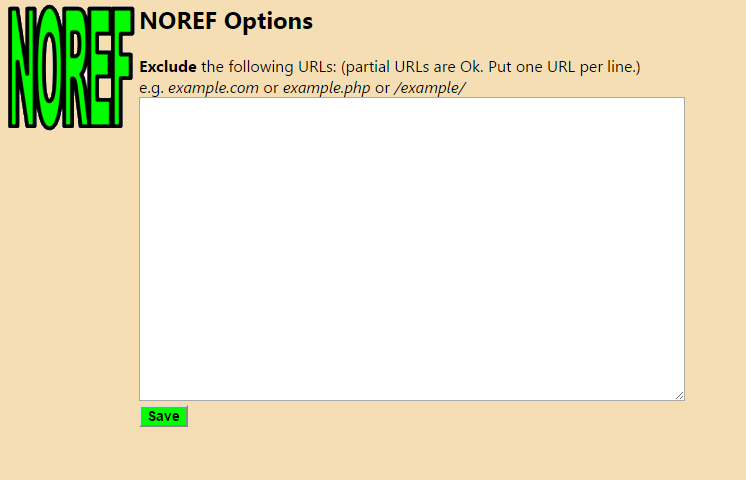 NOREF
NOREF Options
Exclude the following URLs: (partial URLs are Ok. Put one URL per line.)
e.g. example.com or example.php or /example/
Save